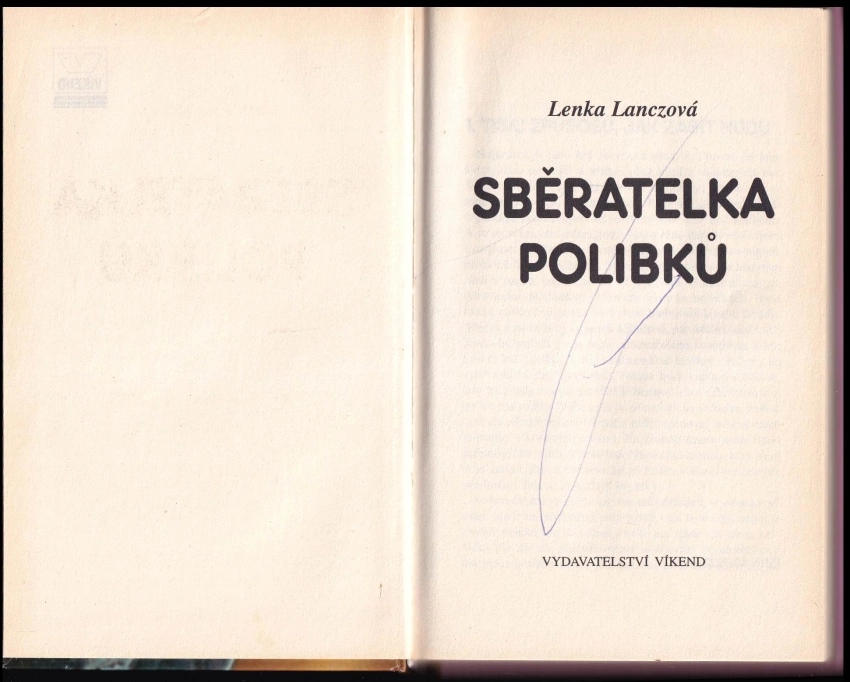 Lenka Lanczová
SBĚRATELKA
POLIBKŮ
VYDAVATELSTVÍ VÍKEND